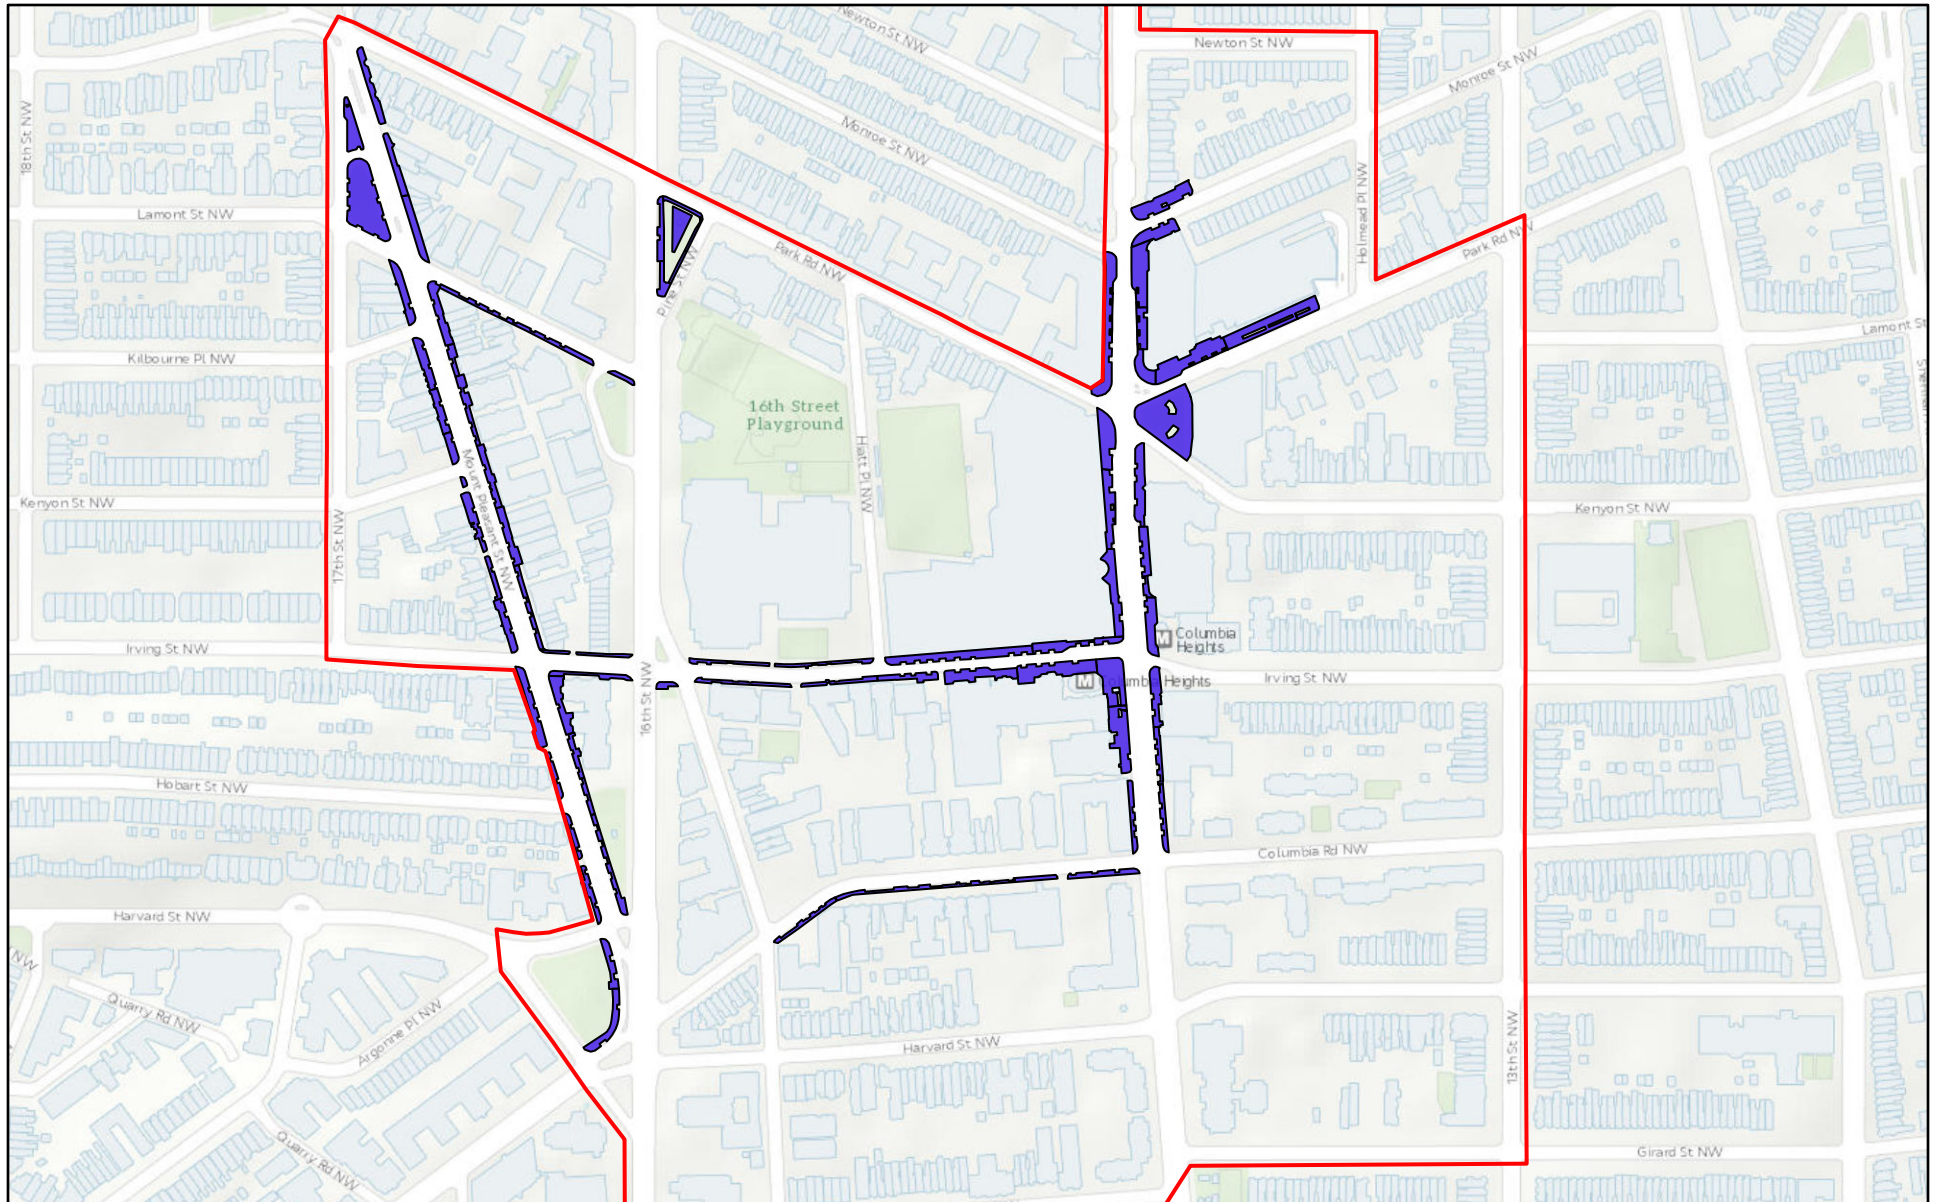 Newton St NW
Newton St NW
Monroe St NW
Monroe St NW
18th St NW
Lamont St NW
Holmead Pl NW
Park Rd NW
Park Rd NW
Pine St NW
Lamont St
Kilbourne Pl NW
16th Street
Playground
Hiatt Pl NW
Mount Pleasant St NW
Kenyon St NW
Kenyon St NW
17th St NW
Irving St NW
M Columbia
Heights
M Columbia Heights
Irving St NW
16th St NW
Hobart St NW
Columbia Rd NW
Harvard St NW
NW
Quarry Rd NW
Argonne Pl NW
Harvard St NW
13th St NW
Quarry Rd NW
Girard St NW